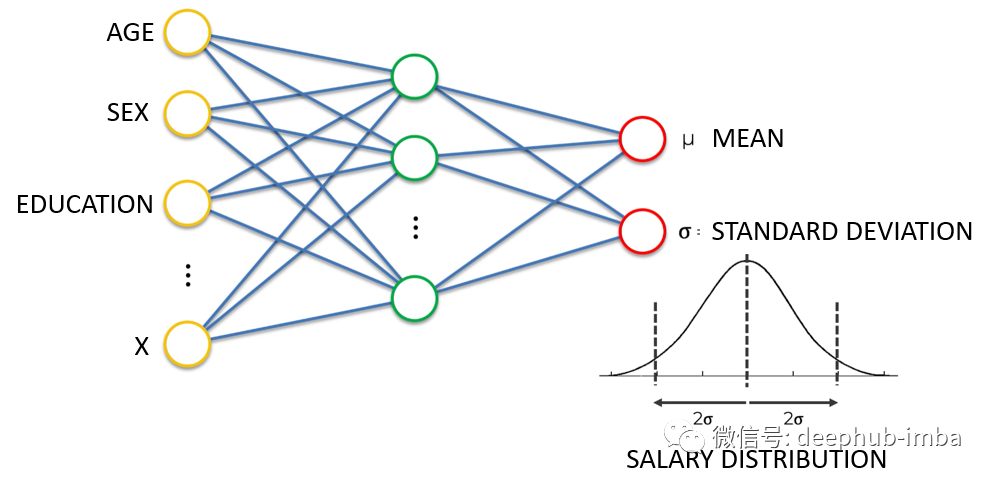 AGE
SEX
EDUCATION
X
μ MEAN
σ: STANDARD DEVIATION
2σ 2σ
微信号: deephub-imba
SALARY DISTRIBUTION